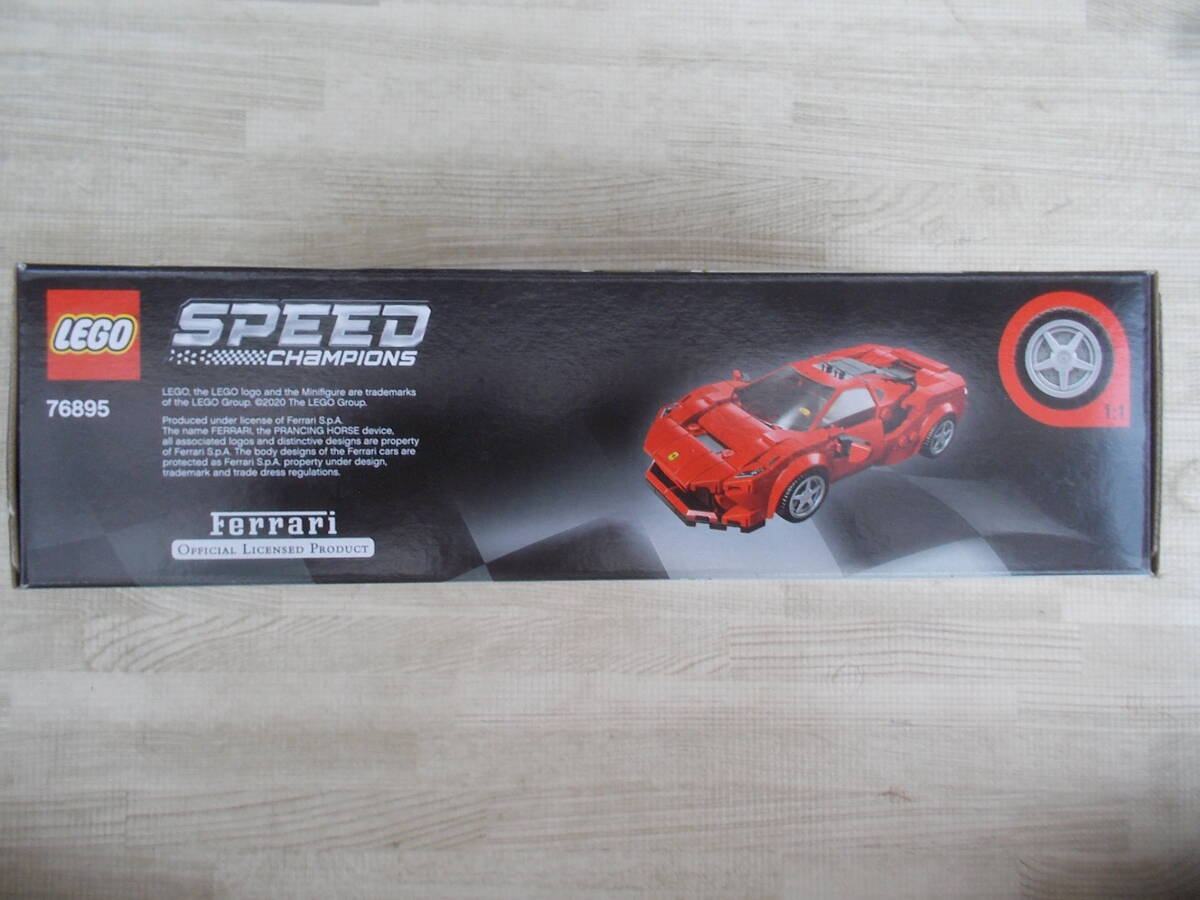 LEGO
SPEED
CHAMPIONS
76895
LEGO, the LEGO logo and the Minifigure are trademarks
of the LEGO Group. ©2020 The LEGO Group.
Produced under license of Ferrari S.p.A.
The name FERRARI, the PRANCING HORSE device,
all associated logos and distinctive designs are property
of Ferrari S.p.A. The body designs of the Ferrari cars are
protected as Ferrari S.p.A. property under design,
trademark and trade dress regulations.
Ferrari
OFFICIAL LICENSED PRODUCT
1:1